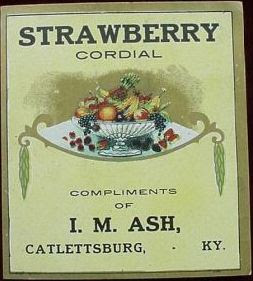 STRAWBERRY
CORDIAL
COMPLIMENTS
OF
I. M. ASH,
CATLETTSBURG, - KY.